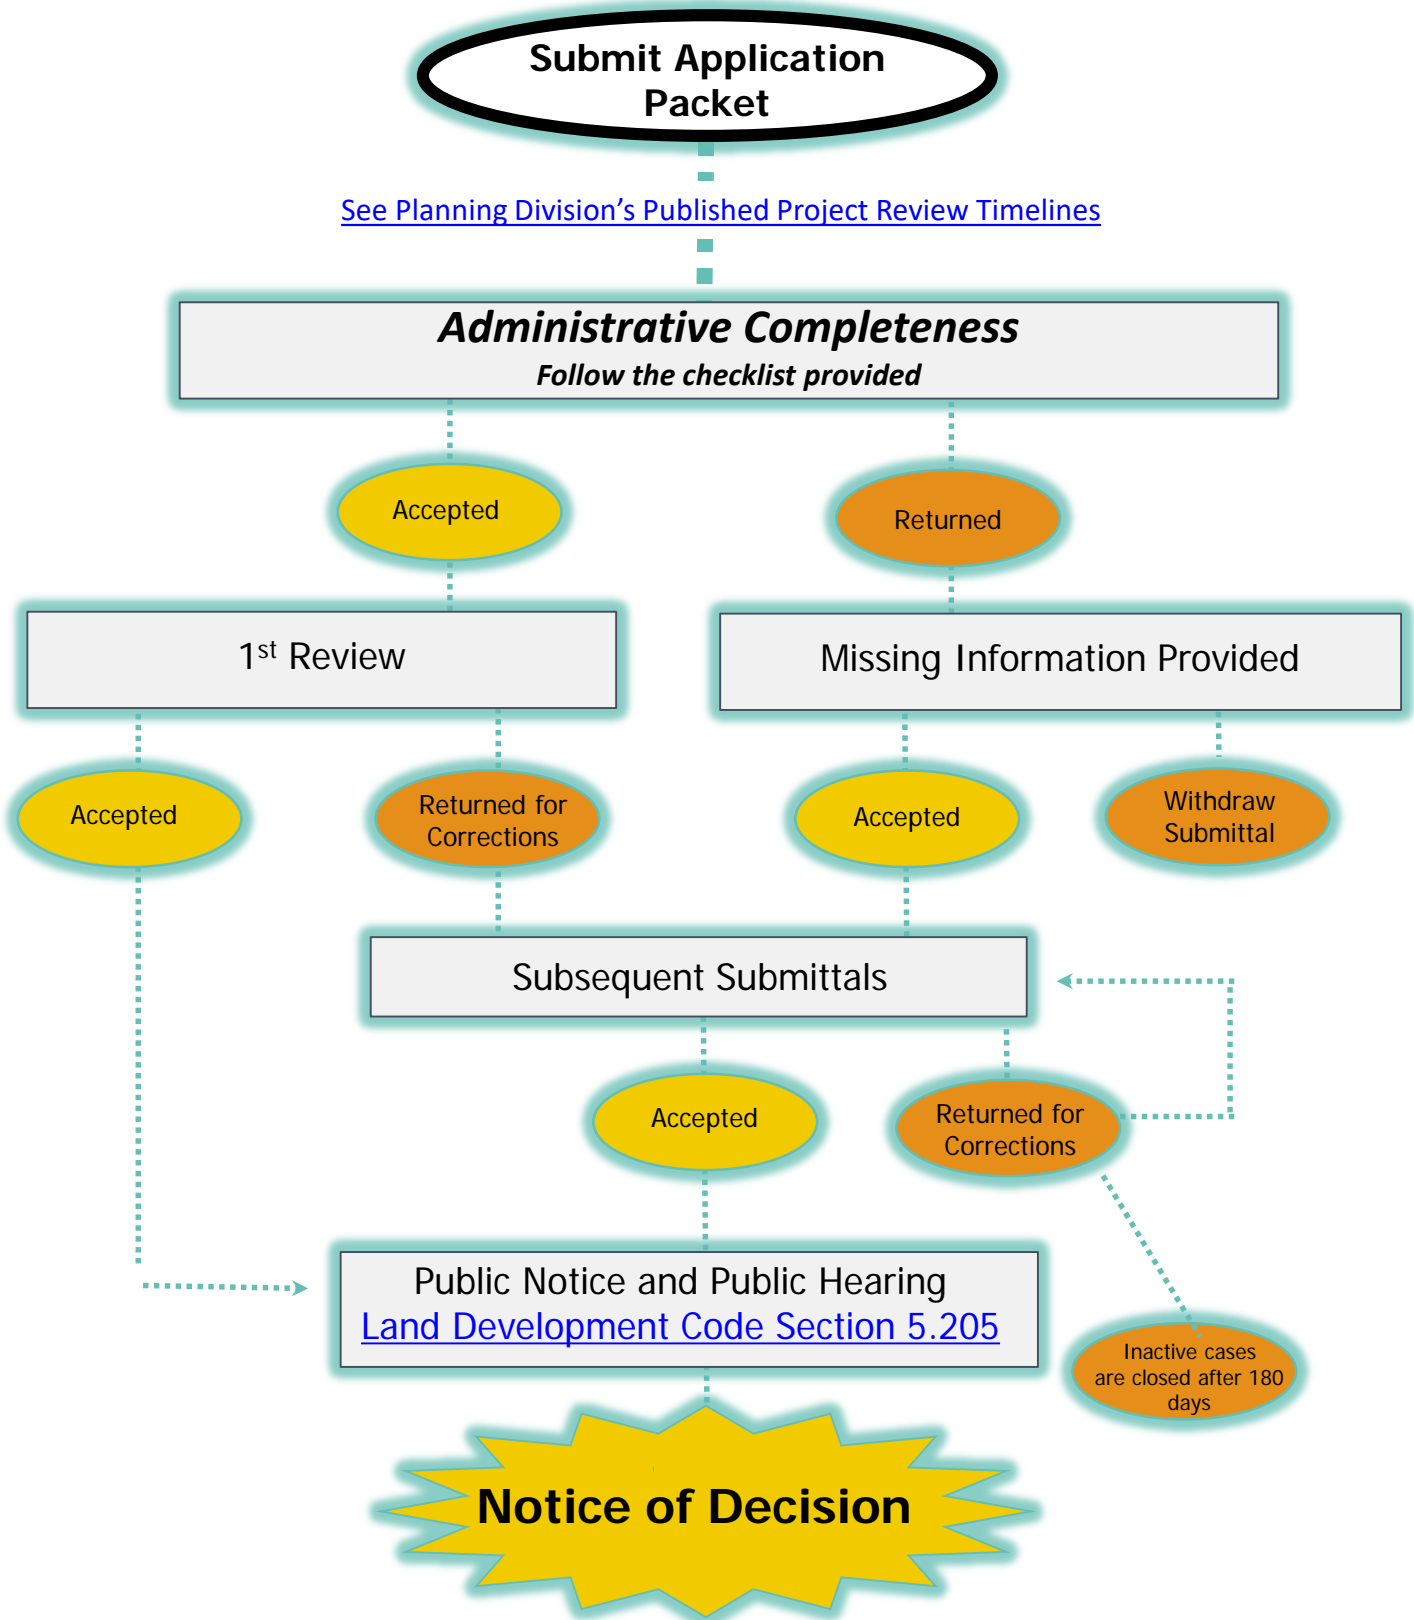 Submit Application
Packet
See Planning Division's Published Project Review Timelines
Administrative Completeness
Follow the checklist provided
Accepted
Returned
1st Review
Missing Information Provided
Accepted
Returned for
Corrections
Accepted
Withdraw
Submittal
Subsequent Submittals
Accepted
Returned for
Corrections
Public Notice and Public Hearing
Land Development Code Section 5.205
Inactive cases
are closed after 180
days
Notice of Decision